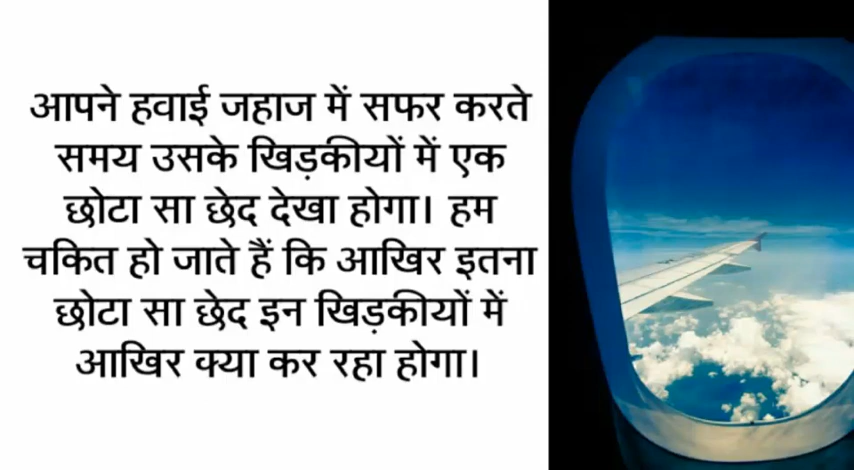 आपने हवाई जहाज में सफर करते
समय उसके खिड़कीयों में एक
छोटा सा छेद देखा होगा। हम
चकित हो जाते हैं कि आखिर इतना
छोटा सा छेद इन खिड़कीयों में
आखिर क्या कर रहा होगा।